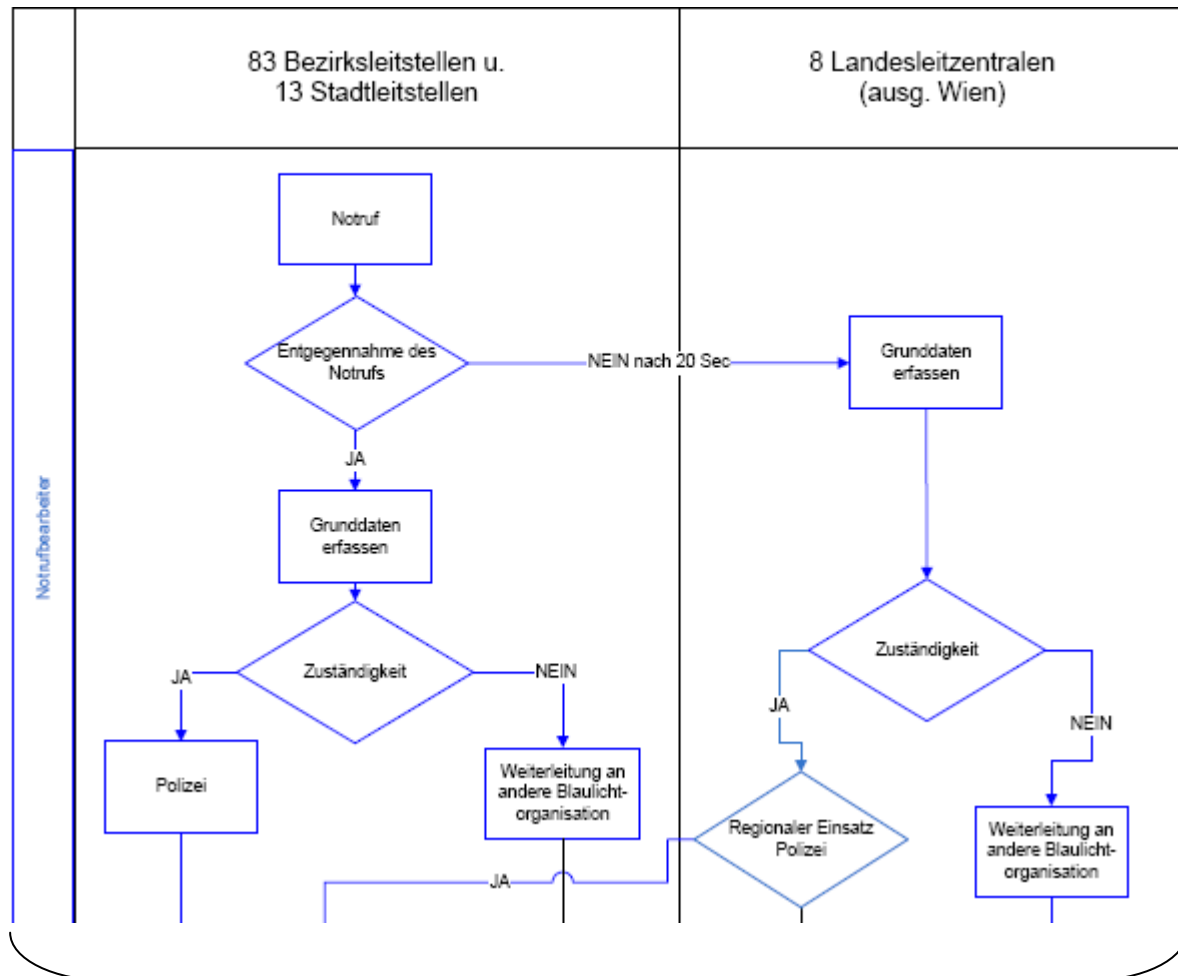 83 Bezirksleitstellen u.
13 Stadtleitstellen
8 Landesleitzentralen
(ausg. Wien)
Notrufbearbeiter
Notruf
Entgegennahme des
Notrufs
NEIN nach 20 Sec
Grunddaten
erfassen
JA
Grunddaten
erfassen
Zuständigkeit
JA
NEIN
Polizei
Weiterleitung an
andere Blaulicht-
organisation
Zuständigkeit
JA
NEIN
Regionaler Einsatz
Polizei
JA
Weiterleitung an
andere Blaulicht-
organisation